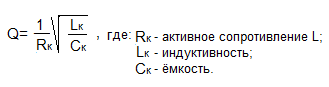 Q= 1/Rк √ Lк/Cк , где: Rк - активное сопротивление L;
Lк - индуктивность;
Cк - ёмкость.